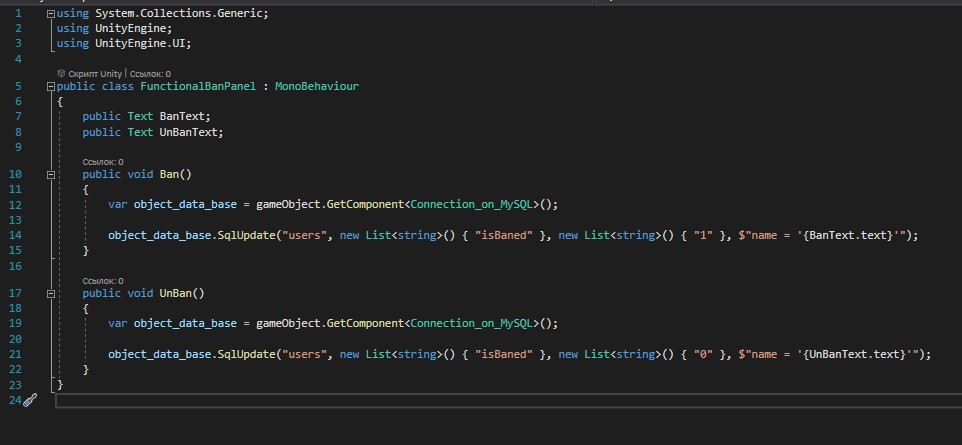 1 using System.Collections.Generic;
2 using UnityEngine;
3 using UnityEngine.UI;
4
Скрипт Unity | Ссылок: 0
5 public class FunctionalBanPanel : MonoBehaviour
6 {
7 public Text BanText;
8 public Text UnBanText;
9
Ссылок: 0
10 public void Ban()
11 {
12 var object_data_base = gameObject.GetComponent<Connection_on_MySQL>();
13
14 object_data_base.SqlUpdate("users", new List<string>() { "isBaned" }, new List<string>() { "1" }, $"name = '{BanText.text}'");
15 }
16
Ссылок: 0
17 public void UnBan()
18 {
19 var object_data_base = gameObject.GetComponent<Connection_on_MySQL>();
20
21 object_data_base.SqlUpdate("users", new List<string>() { "isBaned" }, new List<string>() { "0" }, $"name = '{UnBanText.text}'");
22 }
23 }
24